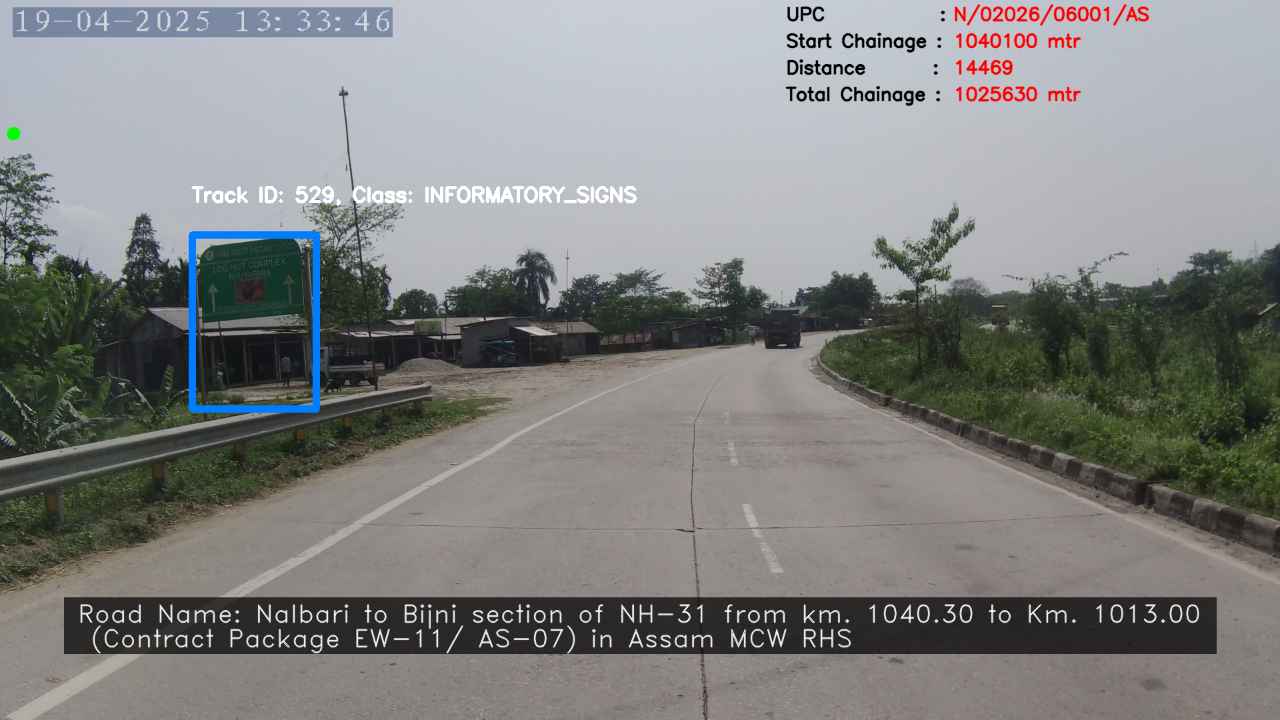 19-04-2025 13:33:46
UPC : N/02026/06001/AS
Start Chainage : 1040100 mtr
Distance : 14469
Total Chainage : 1025630 mtr
Track ID: 529, Class: INFORMATORY_SIGNS
COMPLEX
Road Name: Nalbari to Bijni section of NH-31 from km. 1040.30 to Km. 1013.00
(Contract Package EW-11/ AS-07) in Assam MCW RHS